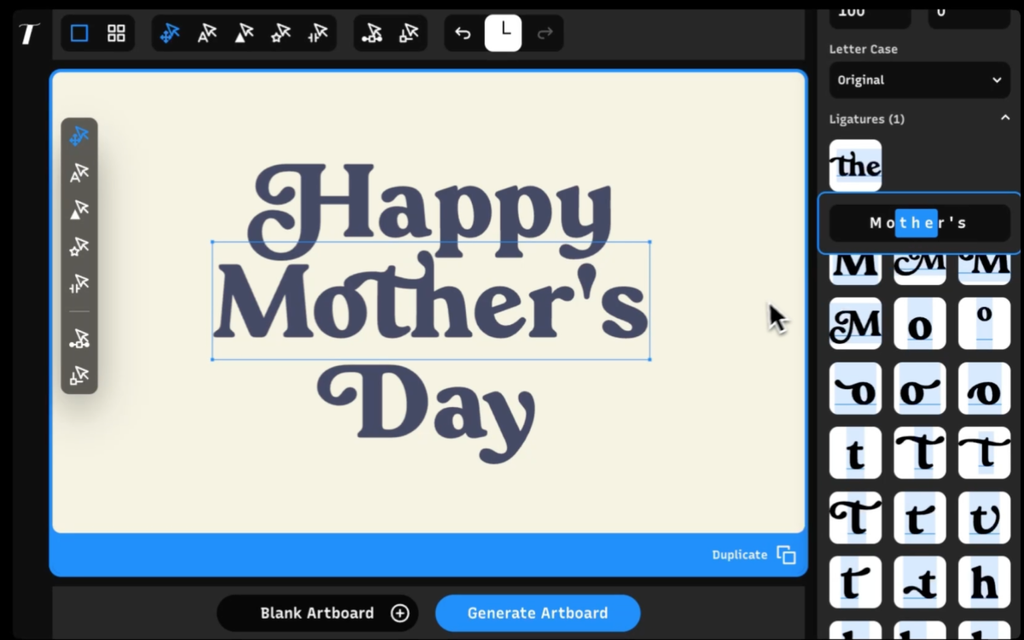 T
100
0
Letter Case
Original
Ligatures (1)
the
Mother's
M M M
M o o
o o o
t T T
T t t
t t h
Happy
Mother's
Day
Duplicate
Blank Artboard
Generate Artboard